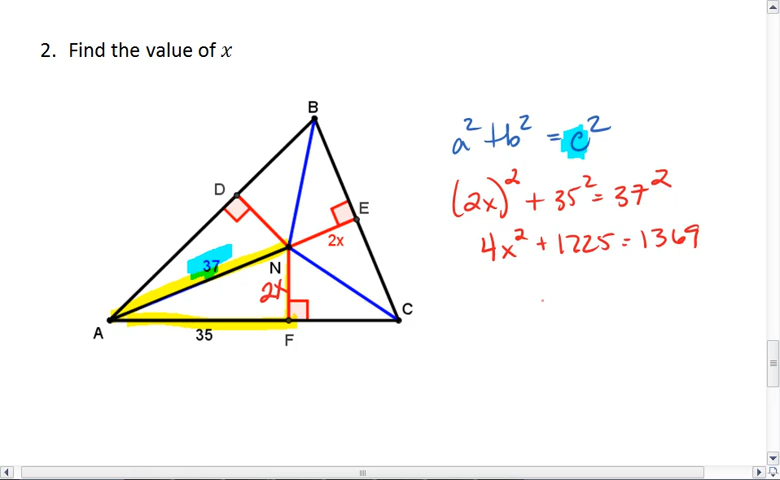 2. Find the value of x
B
a² + b² = c²
D
(2x)² + 35² = 37²
E
2x
4x² + 1225 = 1369
37
N
2x
C
A
35
F